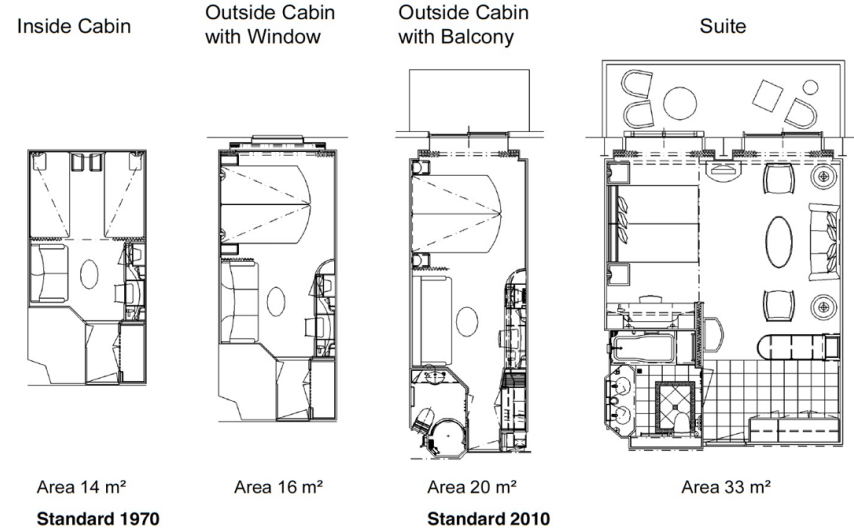 Inside Cabin
Outside Cabin
with Window
Outside Cabin
with Balcony
Suite
Area 14 m²
Area 16 m²
Area 20 m²
Area 33 m²
Standard 1970
Standard 2010